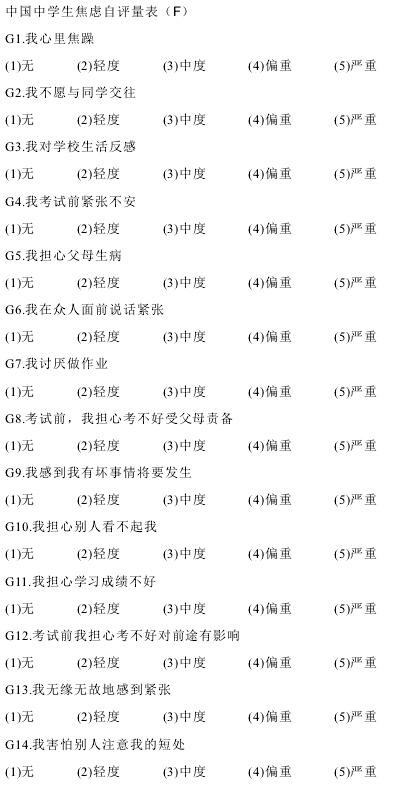 中国中学生焦虑自评量表（F）
G1.我心里焦躁
(1)无 (2)轻度 (3)中度 (4)偏重 (5)严重
G2.我不愿与同学交往
(1)无 (2)轻度 (3)中度 (4)偏重 (5)严重
G3.我对学校生活反感
(1)无 (2)轻度 (3)中度 (4)偏重 (5)严重
G4.我考试前紧张不安
(1)无 (2)轻度 (3)中度 (4)偏重 (5)严重
G5.我担心父母生病
(1)无 (2)轻度 (3)中度 (4)偏重 (5)严重
G6.我在众人面前说话紧张
(1)无 (2)轻度 (3)中度 (4)偏重 (5)严重
G7.我讨厌做作业
(1)无 (2)轻度 (3)中度 (4)偏重 (5)严重
G8.考试前，我担心考不好受父母责备
(1)无 (2)轻度 (3)中度 (4)偏重 (5)严重
G9.我感到我有坏事情将要发生
(1)无 (2)轻度 (3)中度 (4)偏重 (5)严重
G10.我担心别人看不起我
(1)无 (2)轻度 (3)中度 (4)偏重 (5)严重
G11.我担心学习成绩不好
(1)无 (2)轻度 (3)中度 (4)偏重 (5)严重
G12.考试前我担心考不好对前途有影响
(1)无 (2)轻度 (3)中度 (4)偏重 (5)严重
G13.我无缘无故地感到紧张
(1)无 (2)轻度 (3)中度 (4)偏重 (5)严重
G14.我害怕别人注意我的短处
(1)无 (2)轻度 (3)中度 (4)偏重 (5)严重